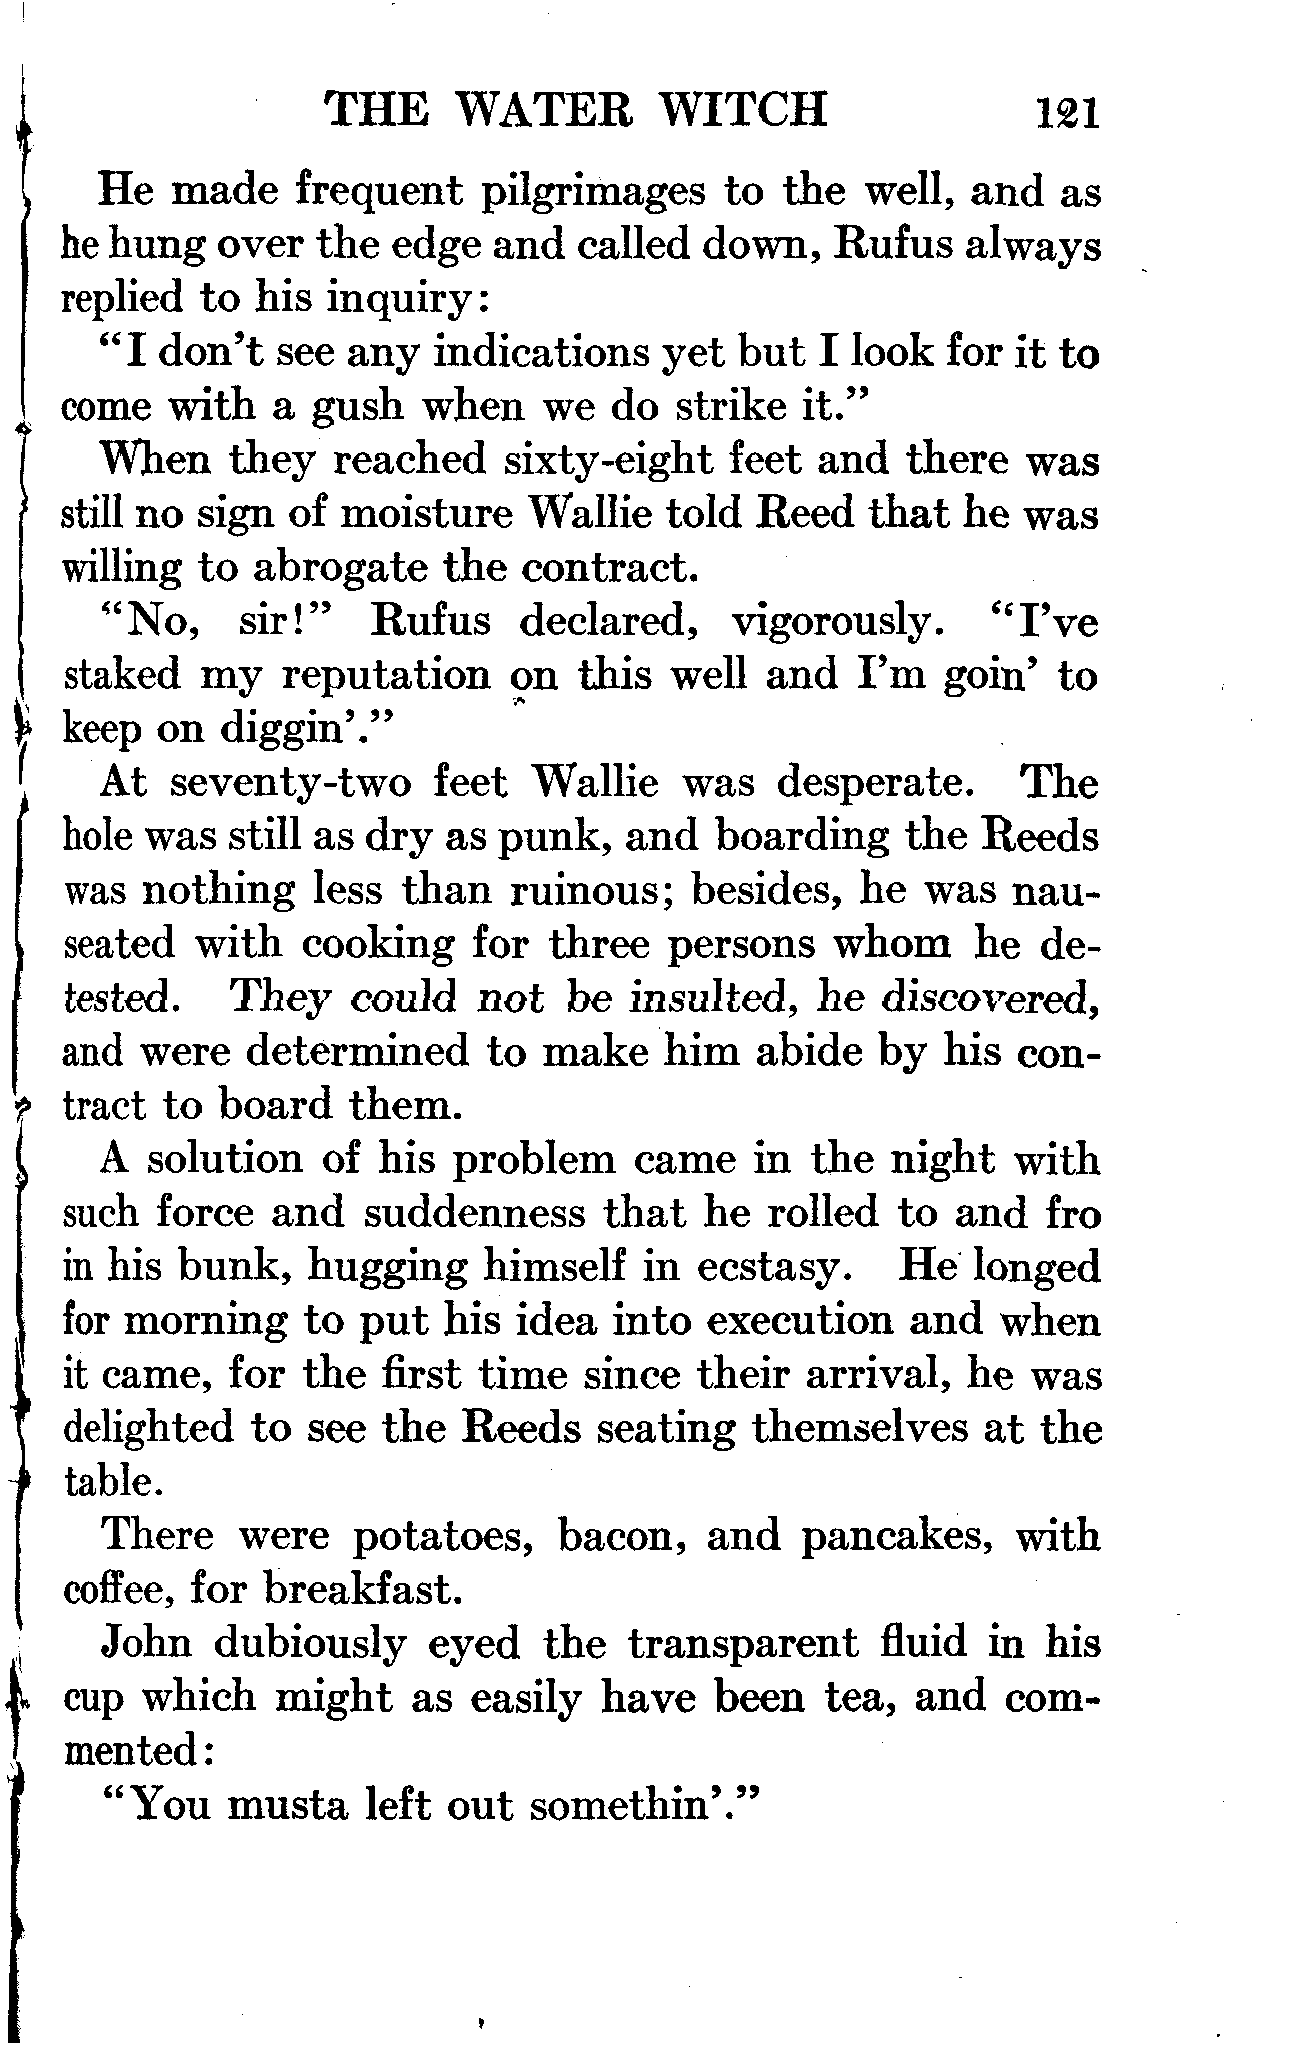 THE WATER WITCH 121
He made frequent pilgrimages to the well, and as
he hung over the edge and called down, Rufus always
replied to his inquiry:
“I don’t see any indications yet but I look for it to
come with a gush when we do strike it.”
When they reached sixty-eight feet and there was
still no sign of moisture Wallie told Reed that he was
willing to abrogate the contract.
“No, sir!” Rufus declared, vigorously. “I’ve
staked my reputation on this well and I’m goin’ to
keep on diggin’.”
At seventy-two feet Wallie was desperate. The
hole was still as dry as punk, and boarding the Reeds
was nothing less than ruinous; besides, he was nau-
seated with cooking for three persons whom he de-
tested. They could not be insulted, he discovered,
and were determined to make him abide by his con-
tract to board them.
A solution of his problem came in the night with
such force and suddenness that he rolled to and fro
in his bunk, hugging himself in ecstasy. He longed
for morning to put his idea into execution and when
it came, for the first time since their arrival, he was
delighted to see the Reeds seating themselves at the
table.
There were potatoes, bacon, and pancakes, with
coffee, for breakfast.
John dubiously eyed the transparent fluid in his
cup which might as easily have been tea, and com-
mented:
“You musta left out somethin’.”